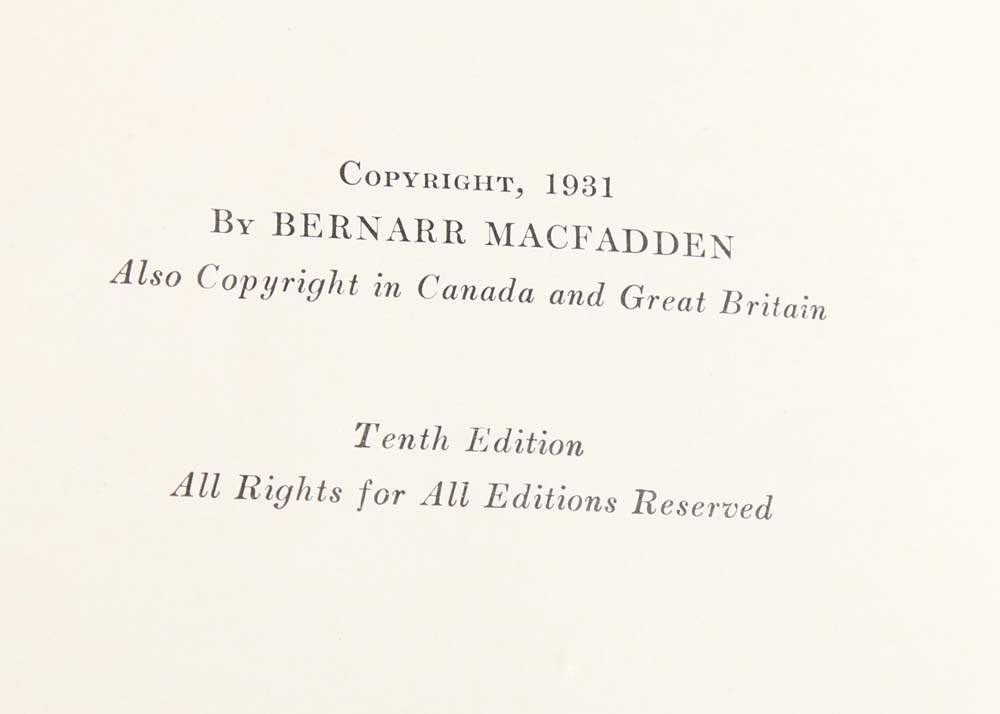 Copyright, 1931
By BERNARR MACFADDEN
Also Copyright in Canada and Great Britain
Tenth Edition
All Rights for All Editions Reserved